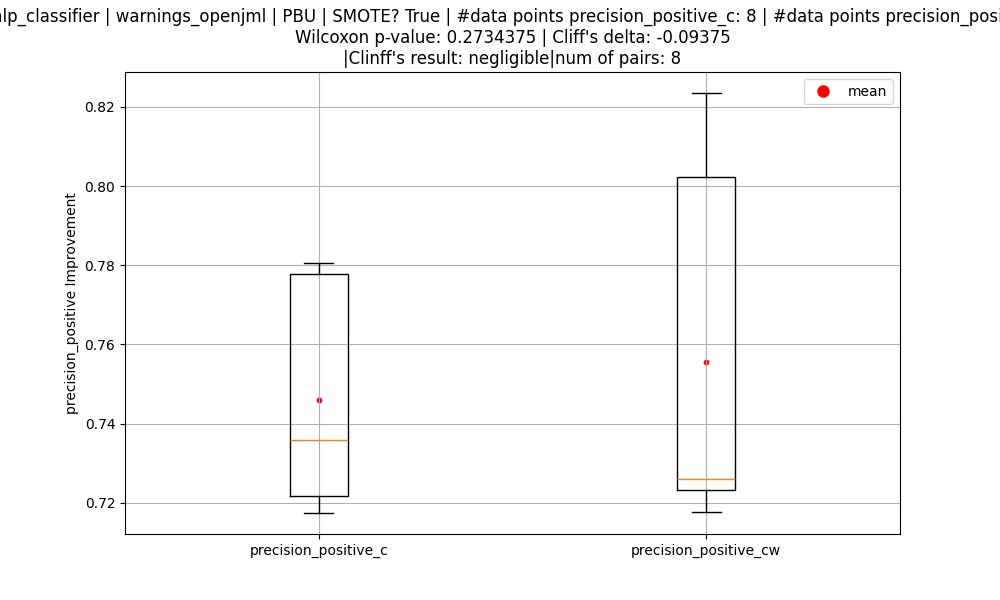 | warnings_openjml | PBU | SMOTE? True | #data points precision_positive_c: 8 | #data points
Wilcoxon p-value: 0.2734375 | Cliff's delta: -0.09375
|Clinff's result: negligible|num of pairs: 8
mean
0.82
0.80
0.78
0.76
0.74
0.72
precision_positive Improvement
precision_positive_c
precision_positive_cw